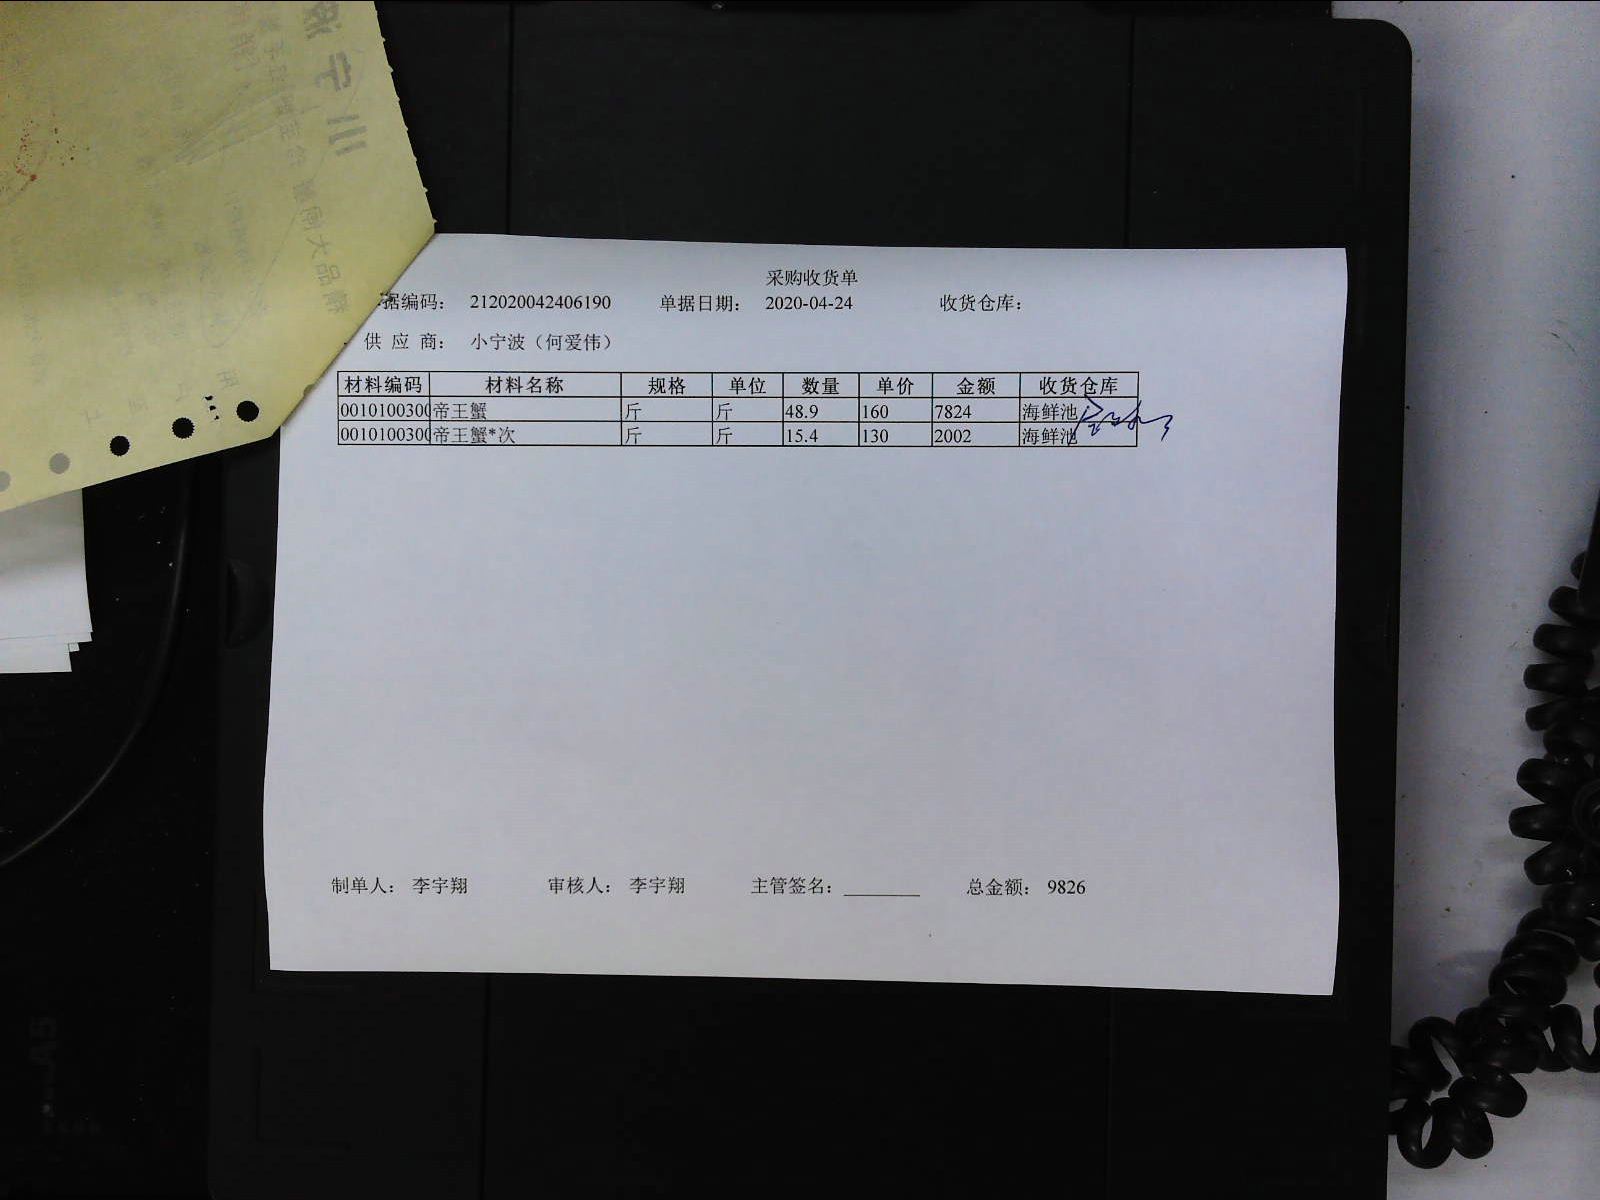 采购收货单
据编码： 212020042406190 单据日期： 2020-04-24 收货仓库：
供 应 商： 小宁波（何爱伟）
材料编码 材料名称 规格 单位 数量 单价 金额 收货仓库
0010100300 帝王蟹 斤 斤 48.9 160 7824 海鲜池
0010100300 帝王蟹*次 斤 斤 15.4 130 2002 海鲜池
制单人： 李宇翔 审核人： 李宇翔 主管签名： 总金额： 9826